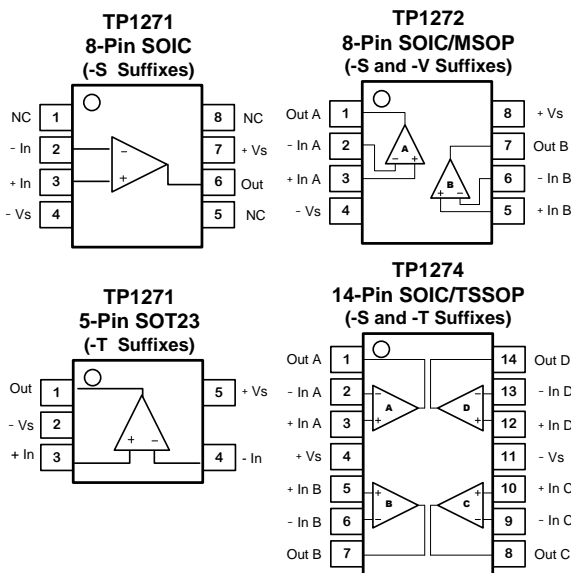 TP1271
8-Pin SOIC
(-S Suffixes)
NC 1
- In 2
+ In 3
- Vs 4
8 NC
7 + Vs
6 Out
5 NC
- +
TP1272
8-Pin SOIC/MSOP
(-S and -V Suffixes)
Out A 1
- In A 2
+ In A 3
- Vs 4
8 + Vs
7 Out B
6 - In B
5 + In B
A
- +
B
+ -
TP1271
5-Pin SOT23
(-T Suffixes)
Out 1
- Vs 2
+ In 3
5 + Vs
4 - In
+ -
TP1274
14-Pin SOIC/TSSOP
(-S and -T Suffixes)
Out A 1
- In A 2
+ In A 3
+ Vs 4
+ In B 5
- In B 6
Out B 7
14 Out D
13 - In D
12 + In D
11 - Vs
10 + In C
9 - In C
8 Out C
- A +
- D +
+ B -
+ C -